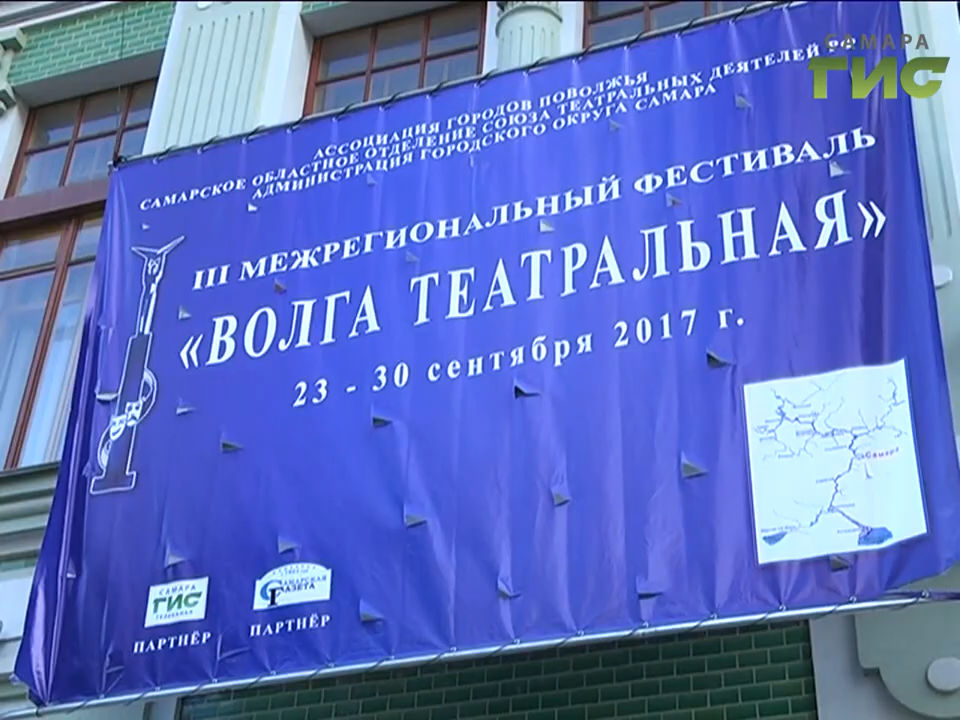 САМАРА
ГИС
АССОЦИАЦИЯ ГОРОДОВ ПОВОЛЖЬЯ
САМАРСКОЕ ОБЛАСТНОЕ ОТДЕЛЕНИЕ СОЮЗА ТЕАТРАЛЬНЫХ ДЕЯТЕЛЕЙ РФ
АДМИНИСТРАЦИЯ ГОРОДСКОГО ОКРУГА САМАРА
III МЕЖРЕГИОНАЛЬНЫЙ ФЕСТИВАЛЬ
«ВОЛГА ТЕАТРАЛЬНАЯ»
23 - 30 сентября 2017 г.
Самара
САМАРА
ГИС
ПАРТНЁР
САМАРСКАЯ
ГАЗЕТА
ПАРТНЁР